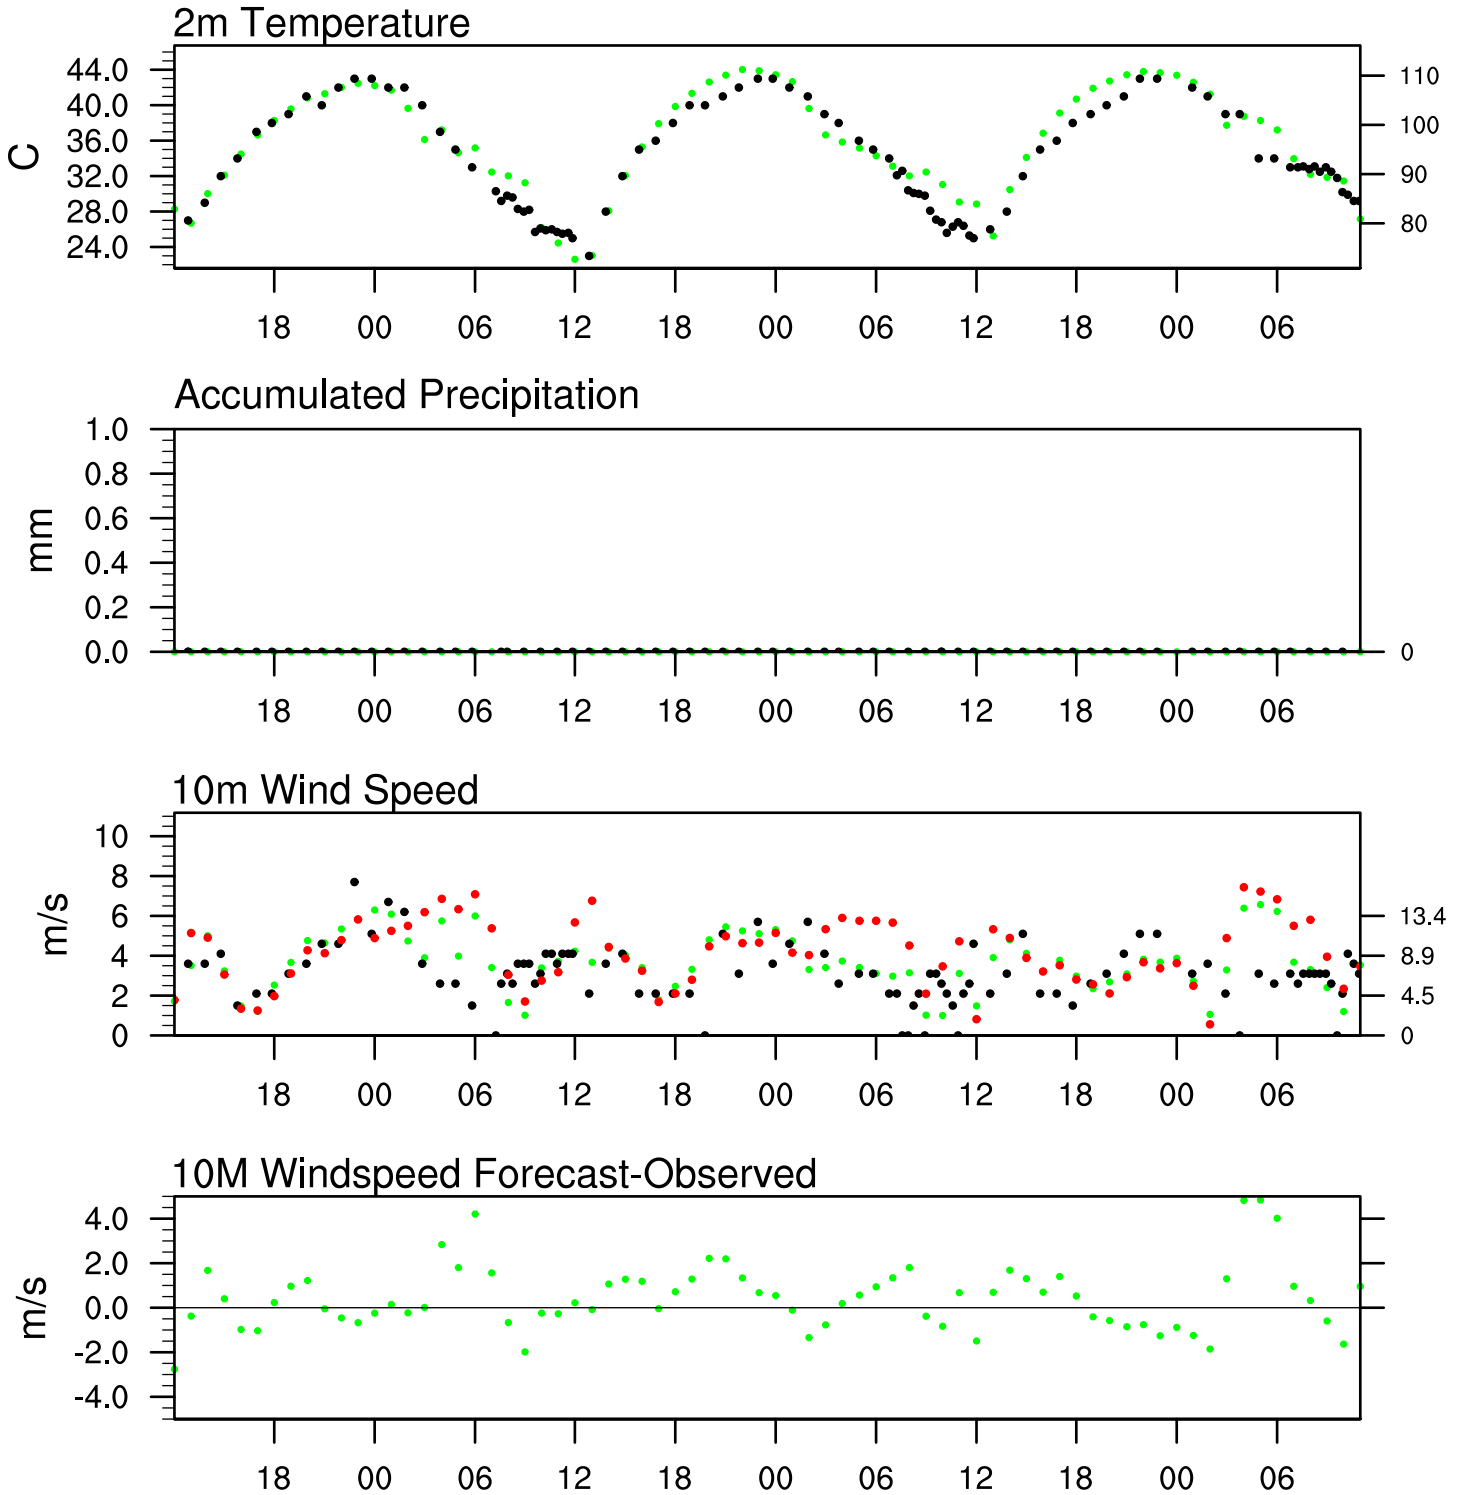 2m Temperature
44.0
40.0
36.0
32.0
28.0
24.0
C
110
100
90
80
18 00 06 12 18 00 06 12 18 00 06
Accumulated Precipitation
1.0
0.8
0.6
0.4
0.2
0.0
mm
0
18 00 06 12 18 00 06 12 18 00 06
10m Wind Speed
10
8
6
4
2
0
m/s
13.4
8.9
4.5
0
18 00 06 12 18 00 06 12 18 00 06
10M Windspeed Forecast-Observed
4.0
2.0
0.0
-2.0
-4.0
m/s
18 00 06 12 18 00 06 12 18 00 06